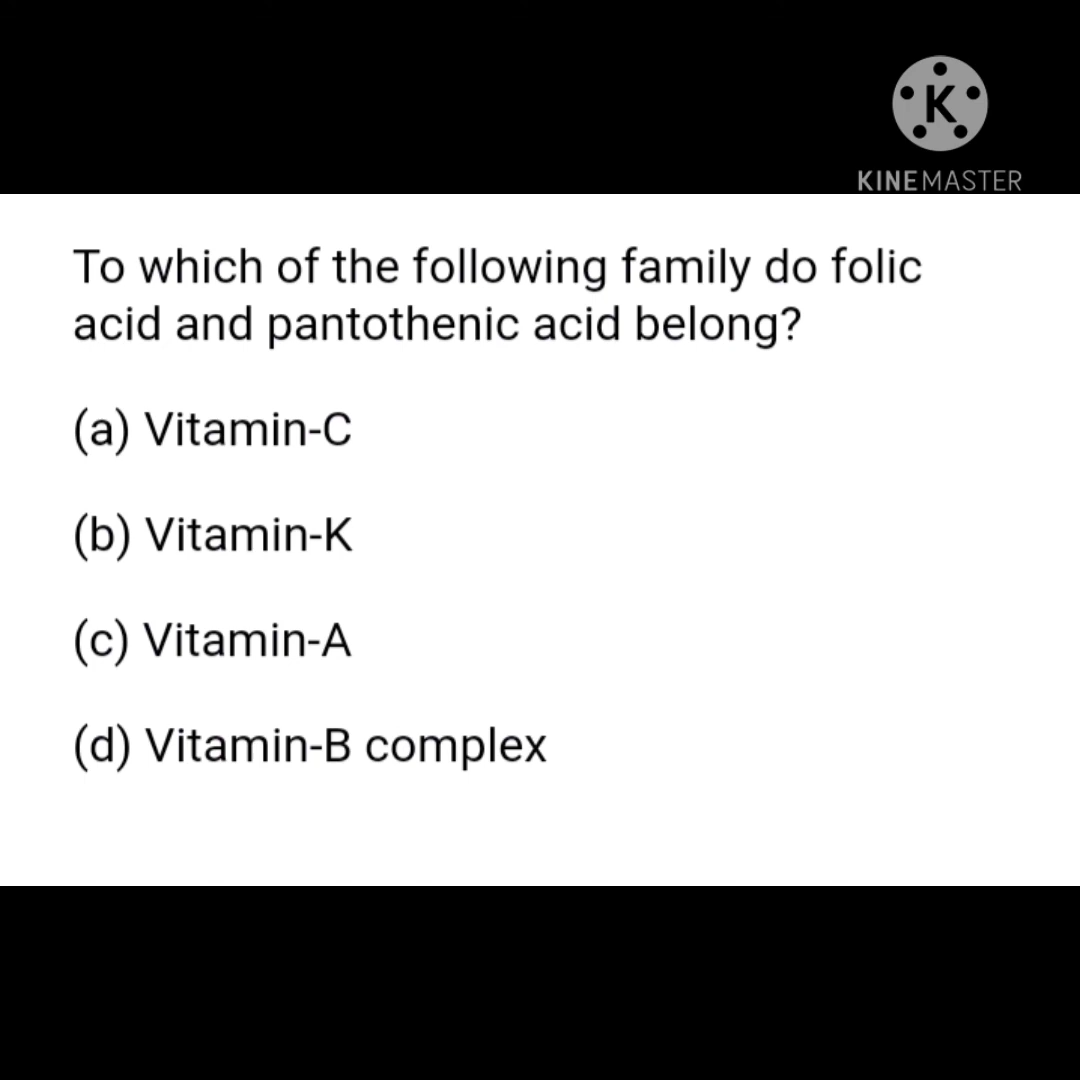 K
KINEMASTER
To which of the following family do folic
acid and pantothenic acid belong?
(a) Vitamin-C
(b) Vitamin-K
(c) Vitamin-A
(d) Vitamin-B complex